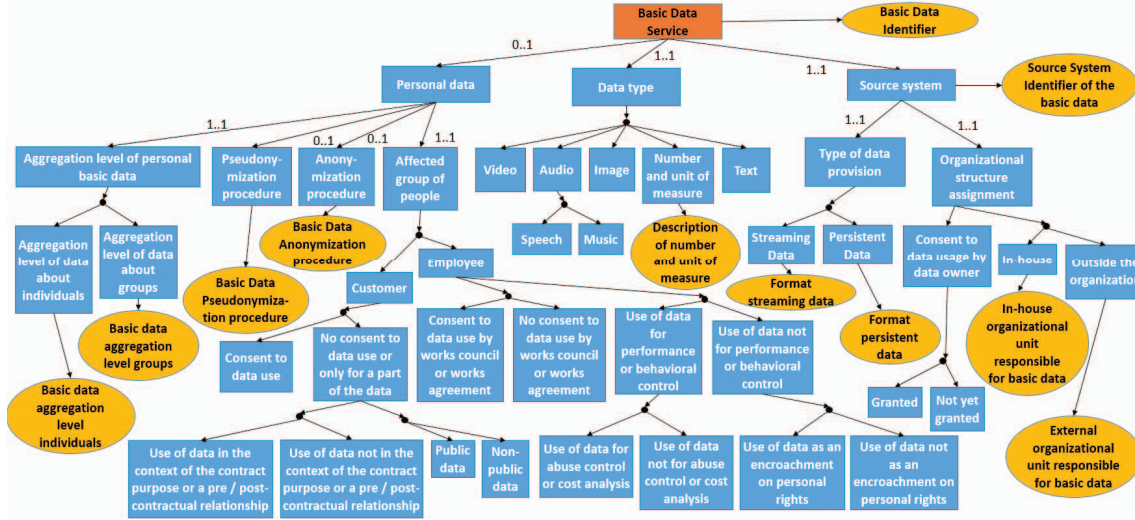 Basic Data
Service
Basic Data
Identifier
0..1
1..1
1..1
Personal data
Data type
Source system
Source System
Identifier of the
basic data
1..1
0..1
0..1
1..1
1..1
1..1
Aggregation level of personal
basic data
Pseudony-
mization
procedure
Anony-
mization
procedure
Affected
group of
people
Video
Audio
Image
Number
and unit of
measure
Text
Type of data
provision
Organizational
structure
assignment
Aggregation
level of data
about
individuals
Aggregation
level of data
about
groups
Basic Data
Anonymization
procedure
Basic Data
Pseudonymiza-
tion procedure
Speech
Music
Description
of number
and unit of
measure
Streaming
Data
Persistent
Data
Consent to
data usage by
data owner
In-house
Outside the
organization
Employee
Customer
Format
streaming data
Format
persistent
data
In-house
organizational
unit
responsible
for basic data
Basic data
aggregation
level groups
Basic data
aggregation
level
individuals
Consent to
data use
No consent to
data use or
only for a part
of the data
Consent to
data use by
works council
or works
agreement
No consent to
data use by
works council
or works
agreement
Use of data
for
performance
or behavioral
control
Use of data not
for performance
or behavioral
control
Granted
Not yet
granted
External
organizational
unit responsible
for basic data
Use of data in the
context of the contract
purpose or a pre / post-
contractual relationship
Use of data not in the
context of the contract
purpose or a pre / post-
contractual relationship
Public
data
Non-
public
data
Use of data for
abuse control
or cost analysis
Use of data
not for abuse
control or cost
analysis
Use of data as an
encroachment
on personal
rights
Use of data not
as an
encroachment on
personal rights